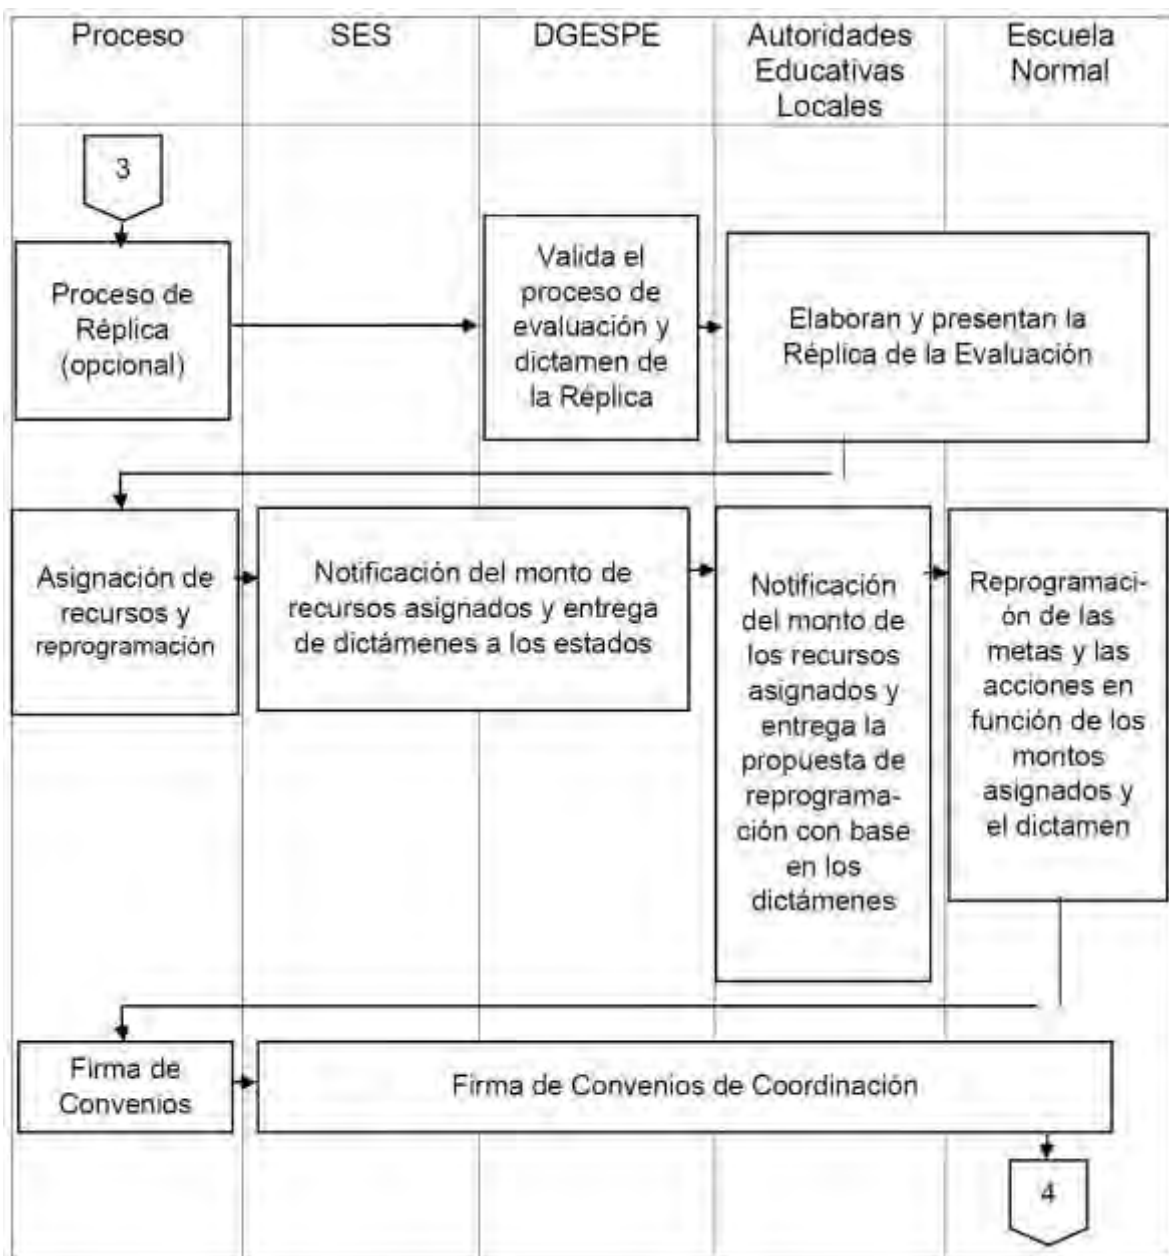 Proceso
SES
DGESPE
Autoridades
Educativas
Locales
Escuela
Normal
3
Proceso de
Réplica
(opcional)
Valida el
proceso de
evaluación y
dictamen de
la Réplica
Elaboran y presentan la
Réplica de la Evaluación
Asignación de
recursos y
reprogramación
Notificación del monto de
recursos asignados y entrega
de dictámenes a los estados
Notificación
del monto de
los recursos
asignados y
entrega la
propuesta de
reprograma-
ción con base
en los
dictámenes
Reprogramaci-
ón de las
metas y las
acciones en
función de los
montos
asignados y
el dictamen
Firma de
Convenios
Firma de Convenios de Coordinación
4